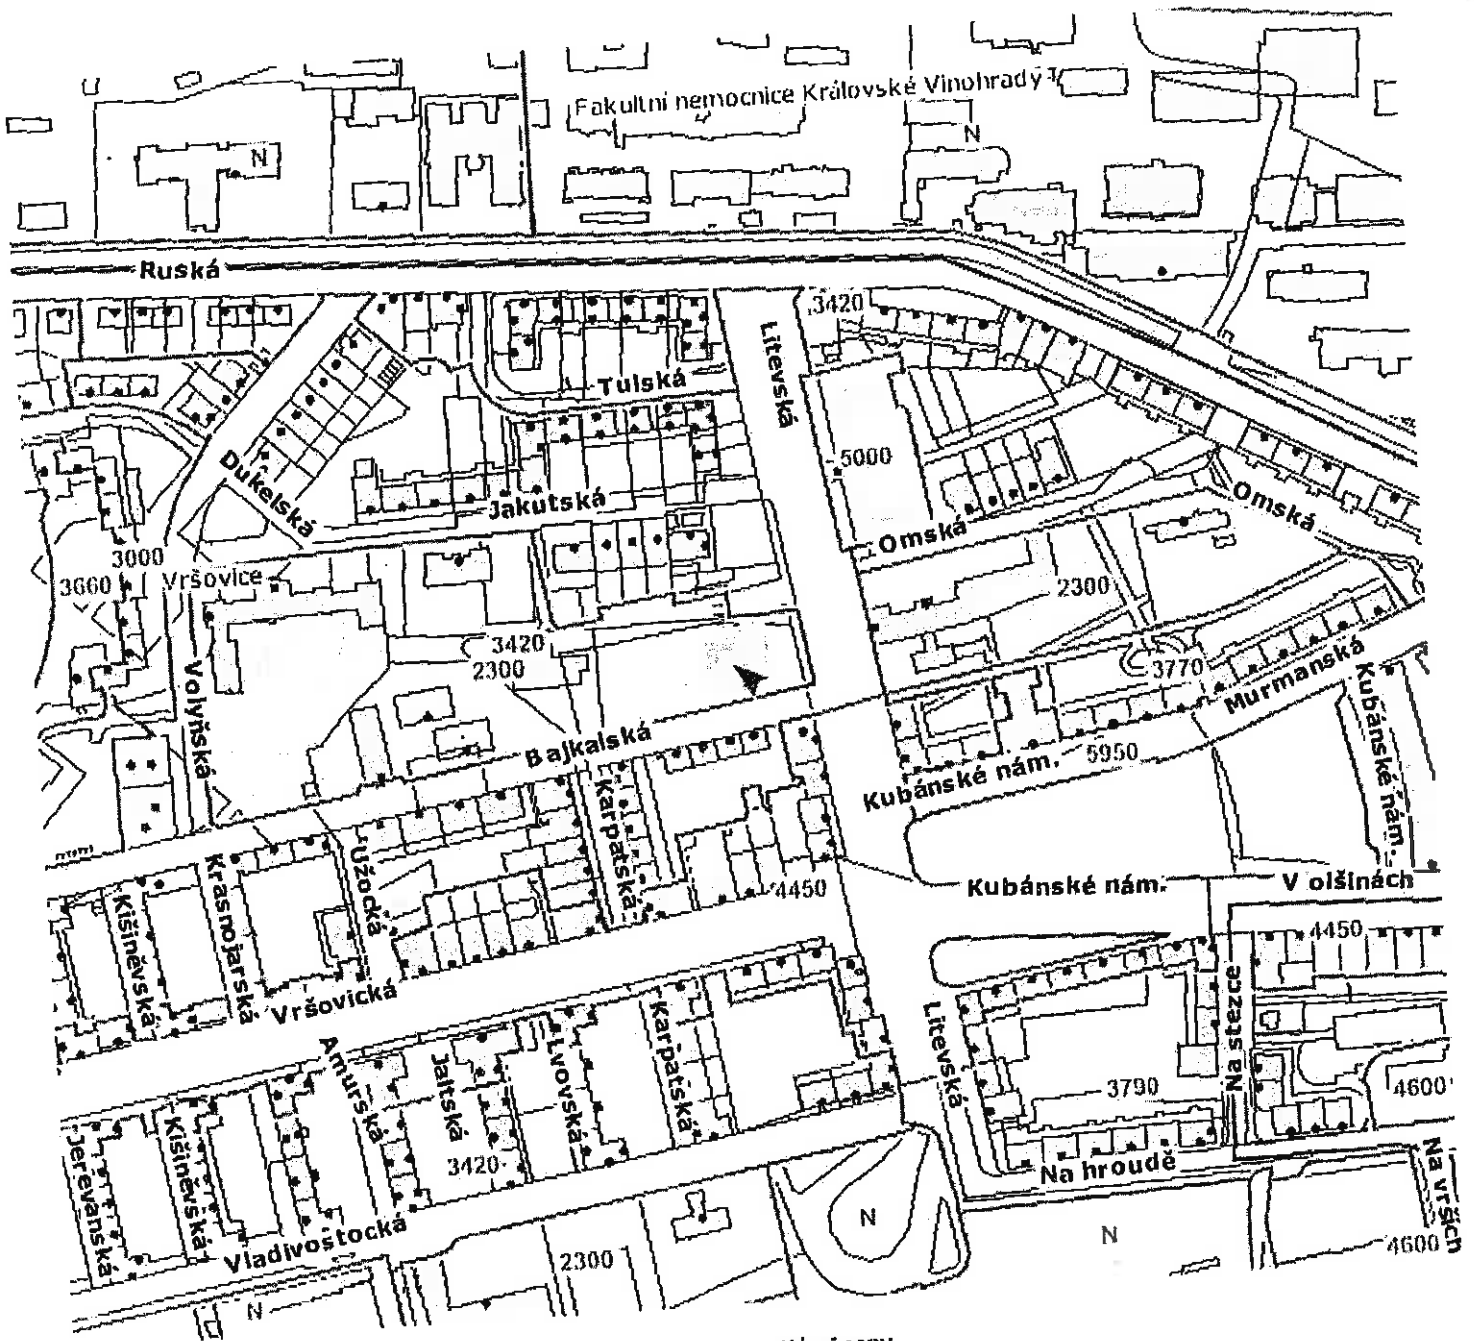 Fakultní nemocnice Královské Vinohrady
N
N
Ruská
3420
Litevská
Tulská
5000
Dukelská
Jakutská
Omská
Omská
3000
3660
Vršovice
2300
3420
2300
3770
Murmanská
Kubánské nám.
Volyňská
Bajkalská
Kubánské nám.
5950
Karpatská
Užocká
Krasnojarská
Kišiněvská
4450
Kubánské nám.
V olšinách
4450
Vršovická
Na stezce
Litevská
Karpatská
Lvovská
Jaltská
Amurská
3790
4600
Kišiněvská
Jerevanská
3420
Na hroudě
Na vrších
Vladivostocká
N
N
4600
2300
N